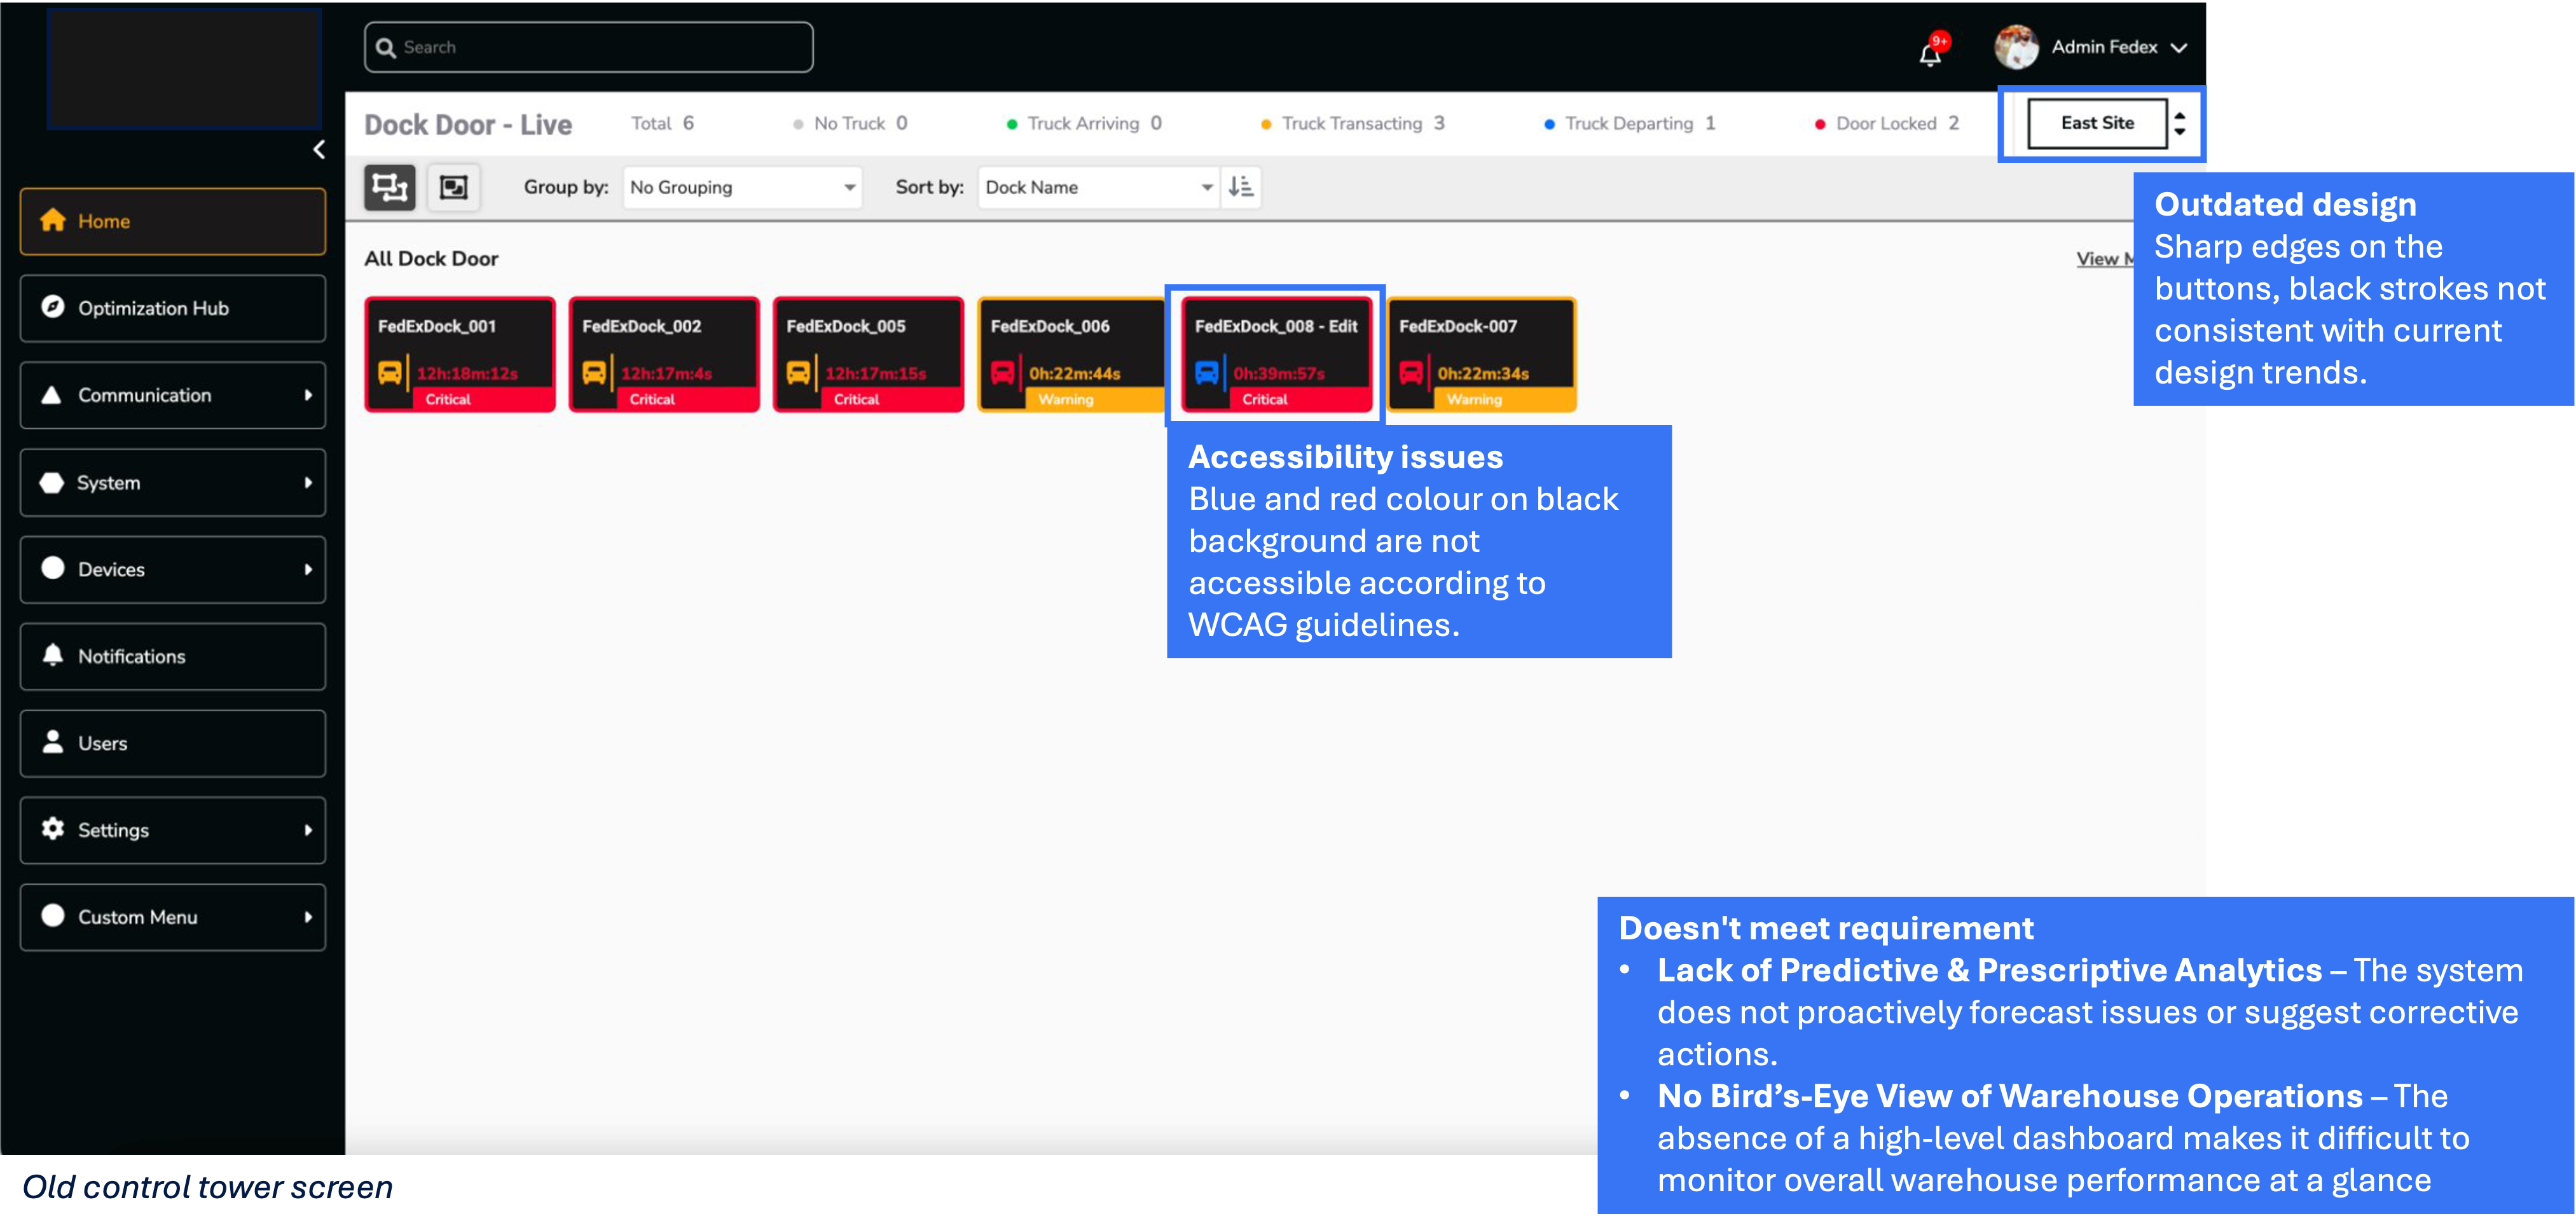 Search
9+
Admin Fedex
Dock Door - Live
Total 6
No Truck 0
Truck Arriving 0
Truck Transacting 3
Truck Departing 1
Door Locked 2
East Site
Group by:
No Grouping
Sort by:
Dock Name
Home
Optimization Hub
Communication
System
Devices
Notifications
Users
Settings
Custom Menu
All Dock Door
View M
FedExDock_001
12h:18m:12s
Critical
FedExDock_002
12h:17m:4s
Critical
FedExDock_005
12h:17m:15s
Critical
FedExDock_006
0h:22m:44s
Warning
FedExDock_008 - Edit
0h:39m:57s
Critical
FedExDock-007
0h:22m:34s
Warning
Outdated design
Sharp edges on the
buttons, black strokes not
consistent with current
design trends.
Accessibility issues
Blue and red colour on black
background are not
accessible according to
WCAG guidelines.
Doesn't meet requirement
• Lack of Predictive & Prescriptive Analytics – The system
does not proactively forecast issues or suggest corrective
actions.
• No Bird’s-Eye View of Warehouse Operations – The
absence of a high-level dashboard makes it difficult to
monitor overall warehouse performance at a glance
Old control tower screen